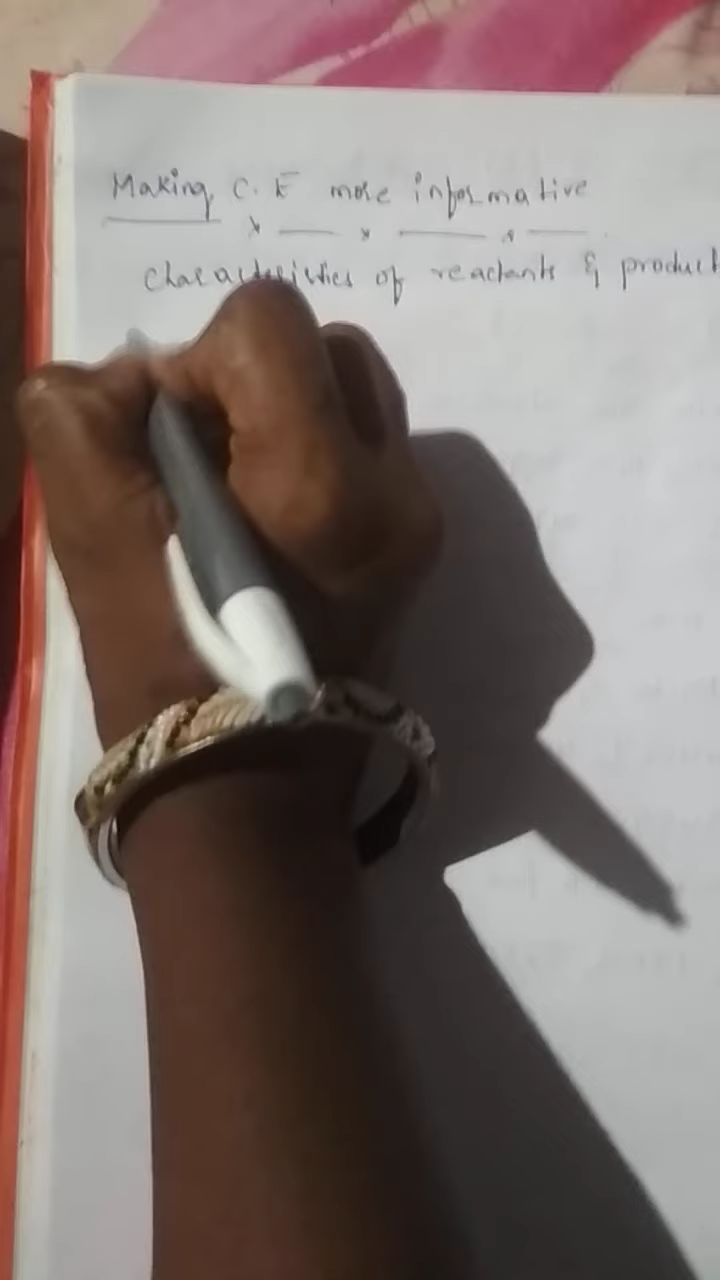 Making C.E more informative
characteristics of reactants & product